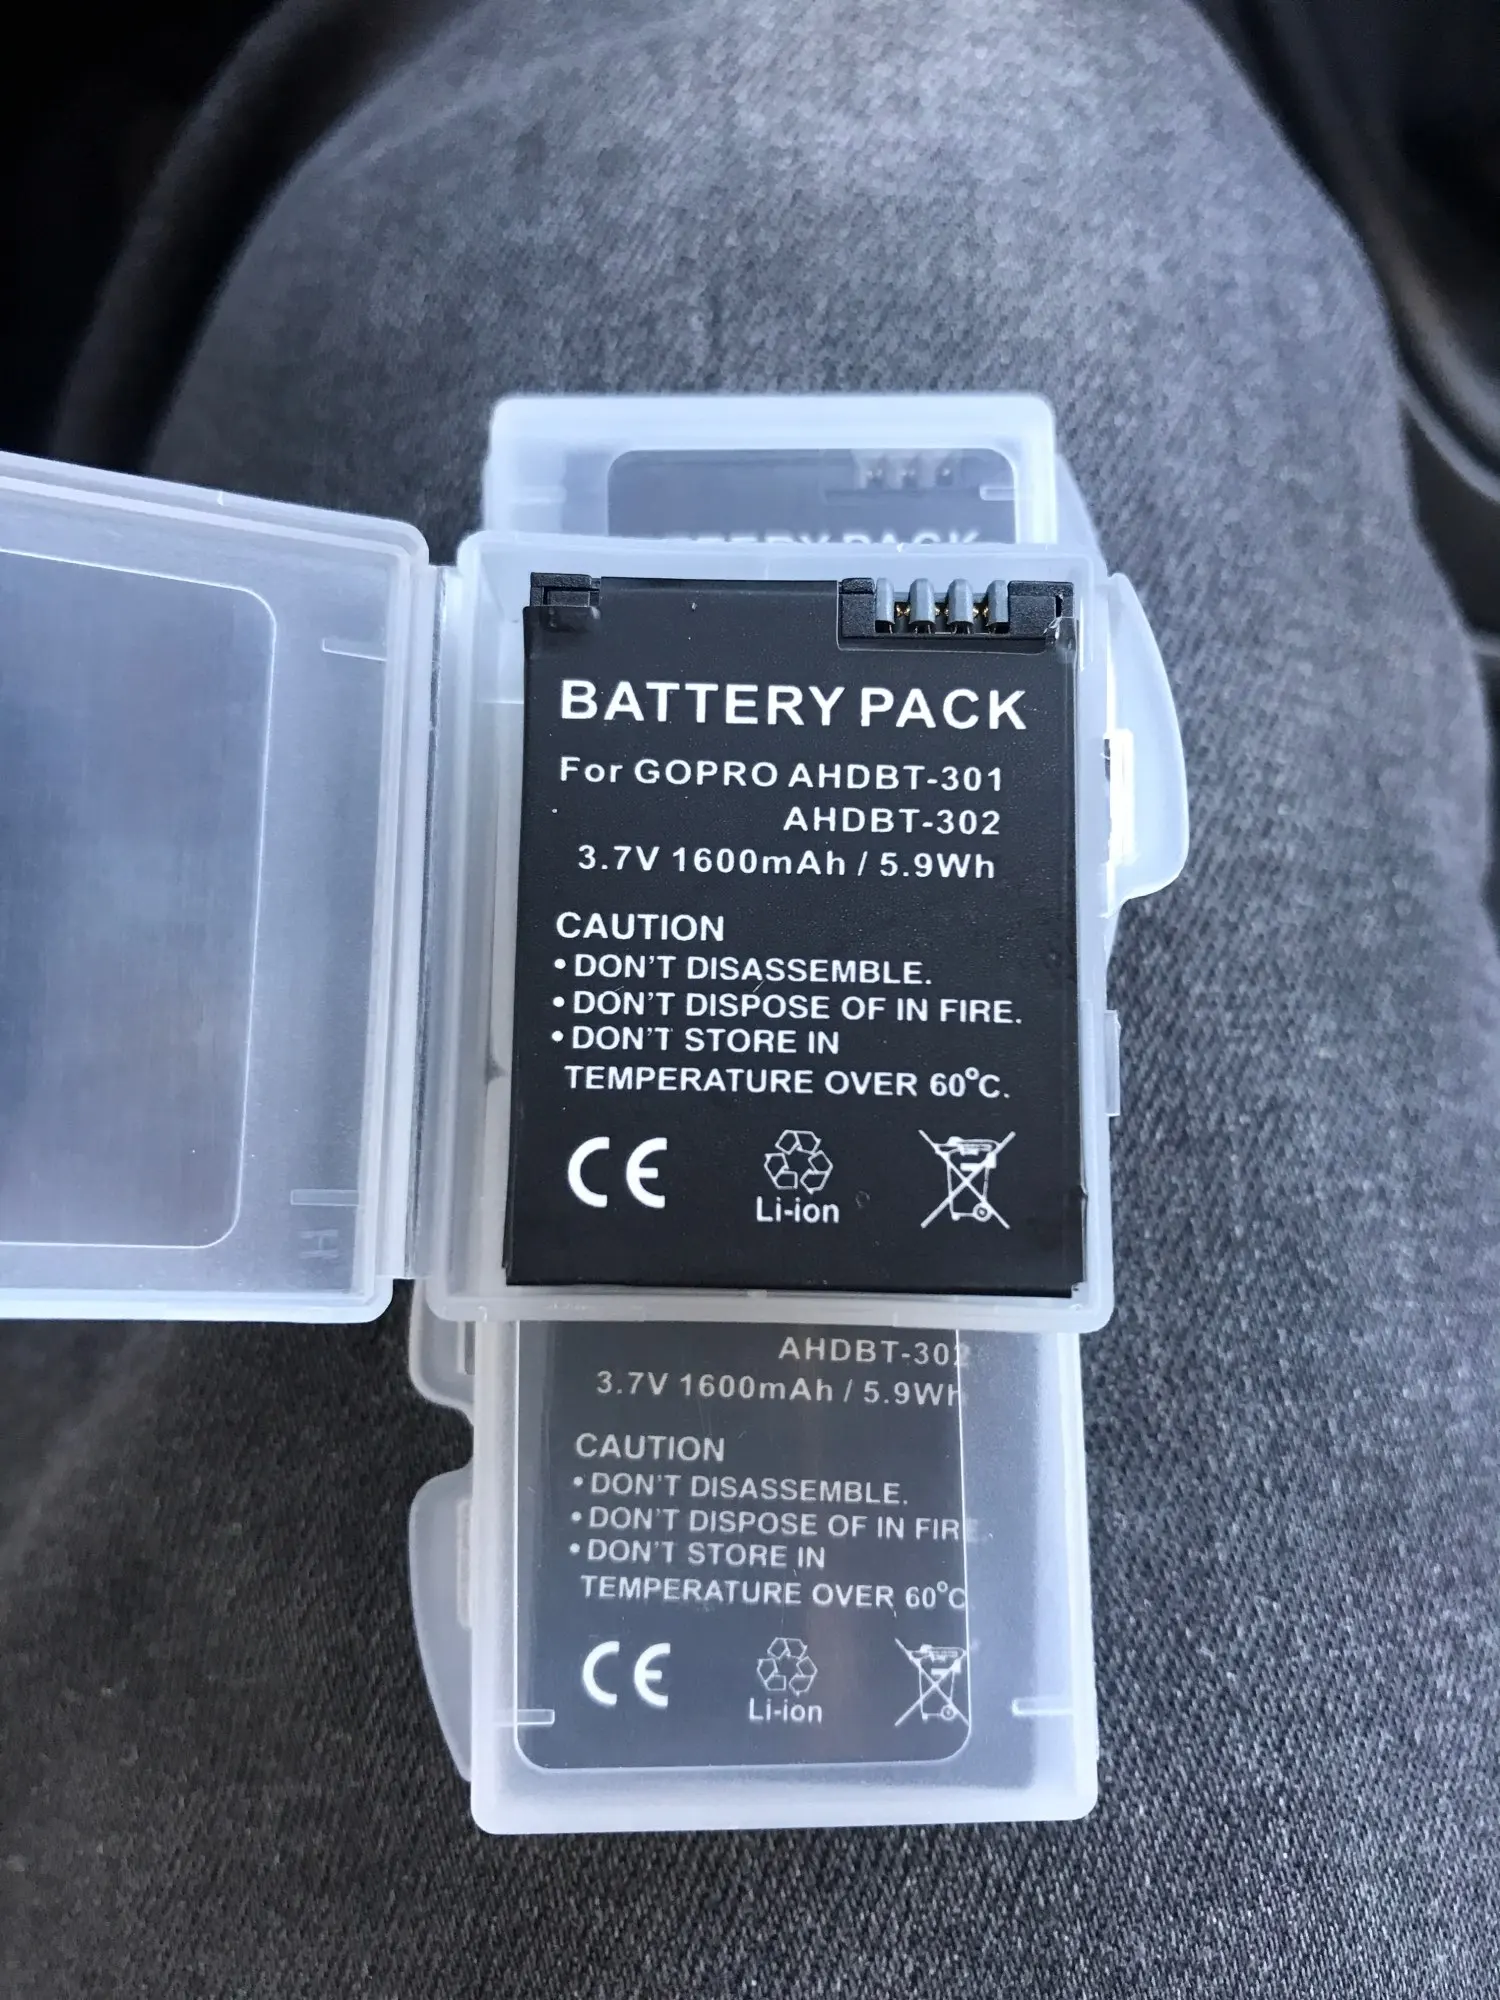 TTERY PACK
BATTERY PACK
For GOPRO AHDBT-301
AHDBT-302
3.7V 1600mAh / 5.9Wh
CAUTION
• DON'T DISASSEMBLE.
• DON'T DISPOSE OF IN FIRE.
• DON'T STORE IN
TEMPERATURE OVER 60°C.
CE
Li-ion
AHDBT-302
3.7V 1600mAh / 5.9Wh
CAUTION
• DON'T DISASSEMBLE.
• DON'T DISPOSE OF IN FIRE.
• DON'T STORE IN
TEMPERATURE OVER 60°C
CE
Li-ion